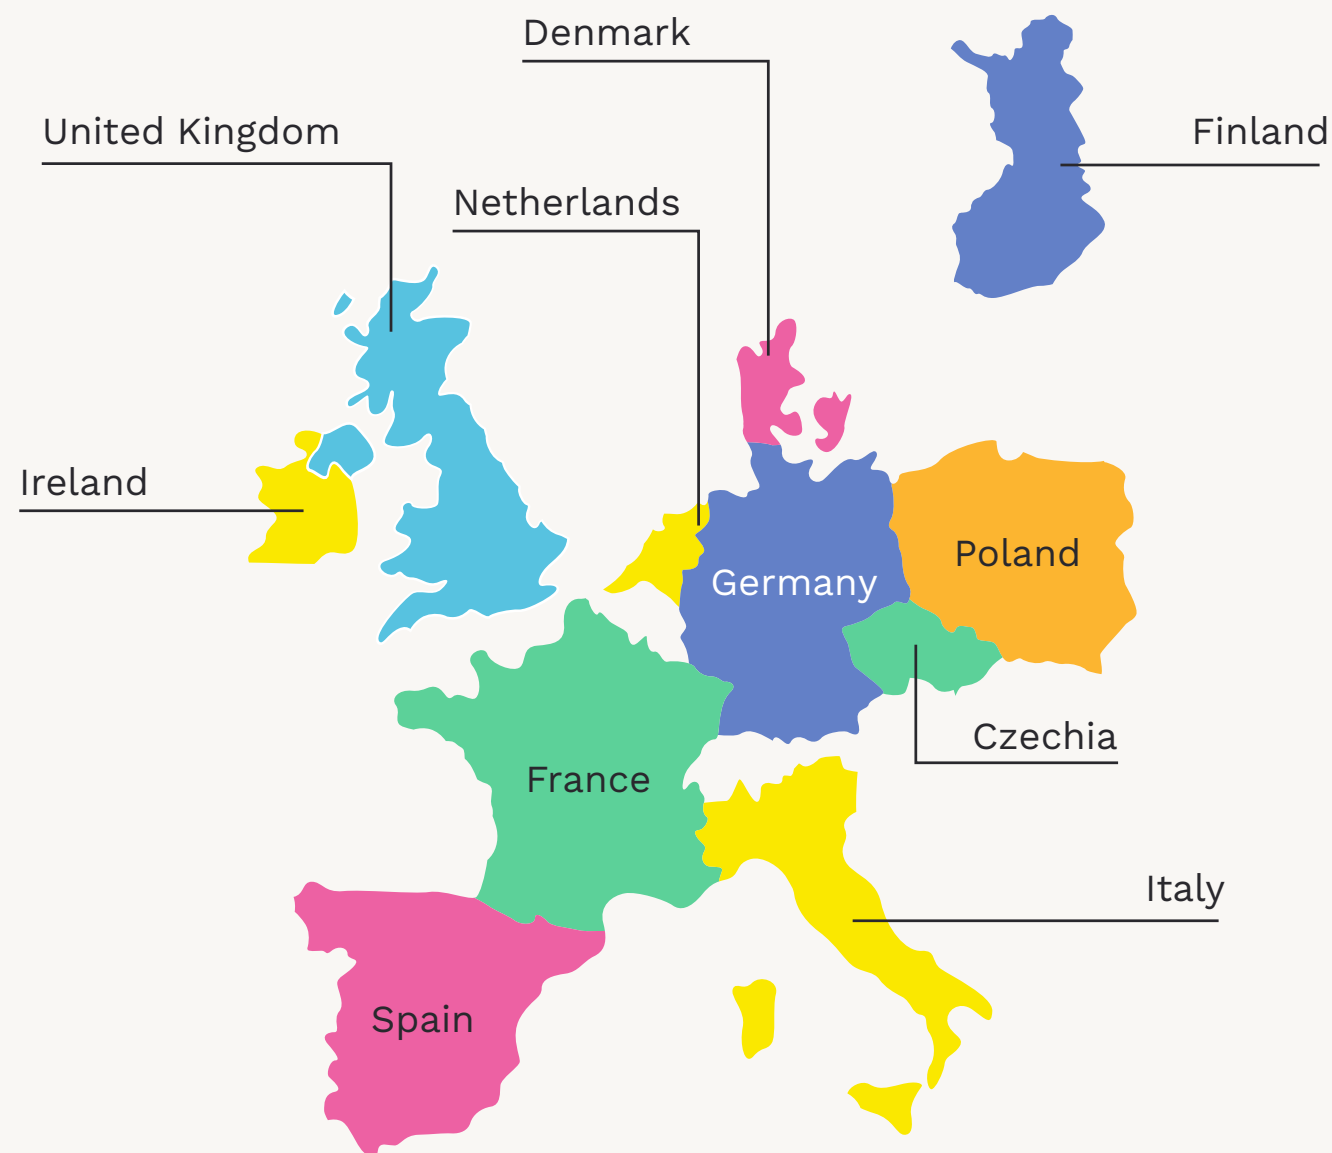 Denmark
United Kingdom
Finland
Netherlands
Ireland
Poland
Germany
Czechia
France
Italy
Spain